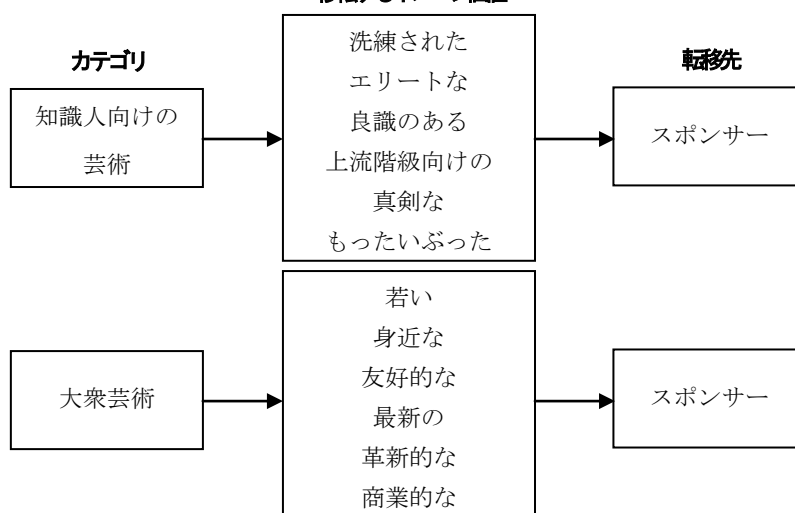 カテゴリ
転移先
知識人向けの
芸術
洗練された
エリートな
良識のある
上流階級向けの
真剣な
もったいぶった
スポンサー
大衆芸術
若い
身近な
友好的な
最新の
革新的な
商業的な
スポンサー